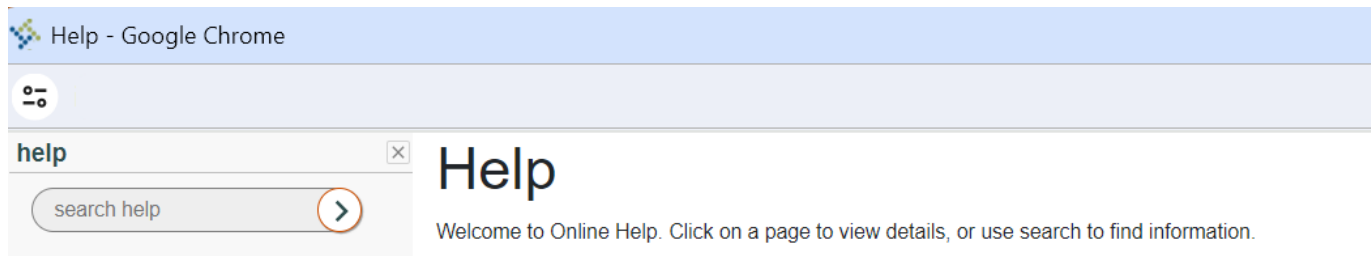 Help - Google Chrome
help
search help
Help
Welcome to Online Help. Click on a page to view details, or use search to find information.